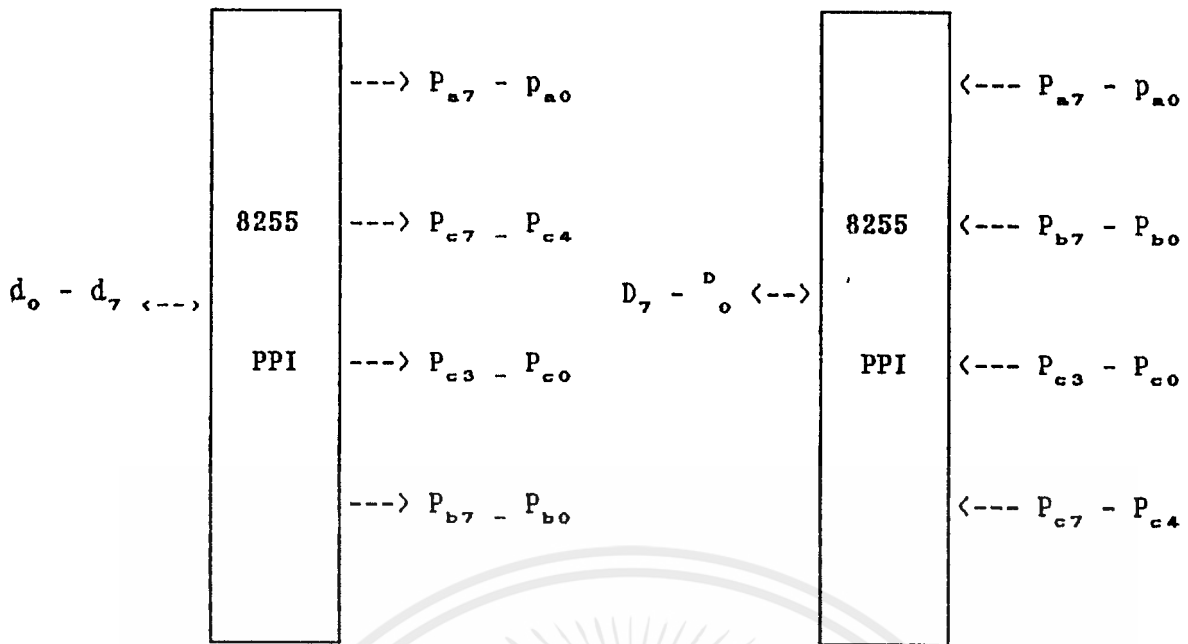 ---> Pa7 - pa0
8255 ---> Pc7 - Pc4
d0 - d7 <-->
PPI ---> Pc3 - Pc0
---> Pb7 - Pb0
<--- Pa7 - pa0
8255 <--- Pb7 - Pb0
D7 - D0 <-->
PPI <--- Pc3 - Pc0
<--- Pc7 - Pc4